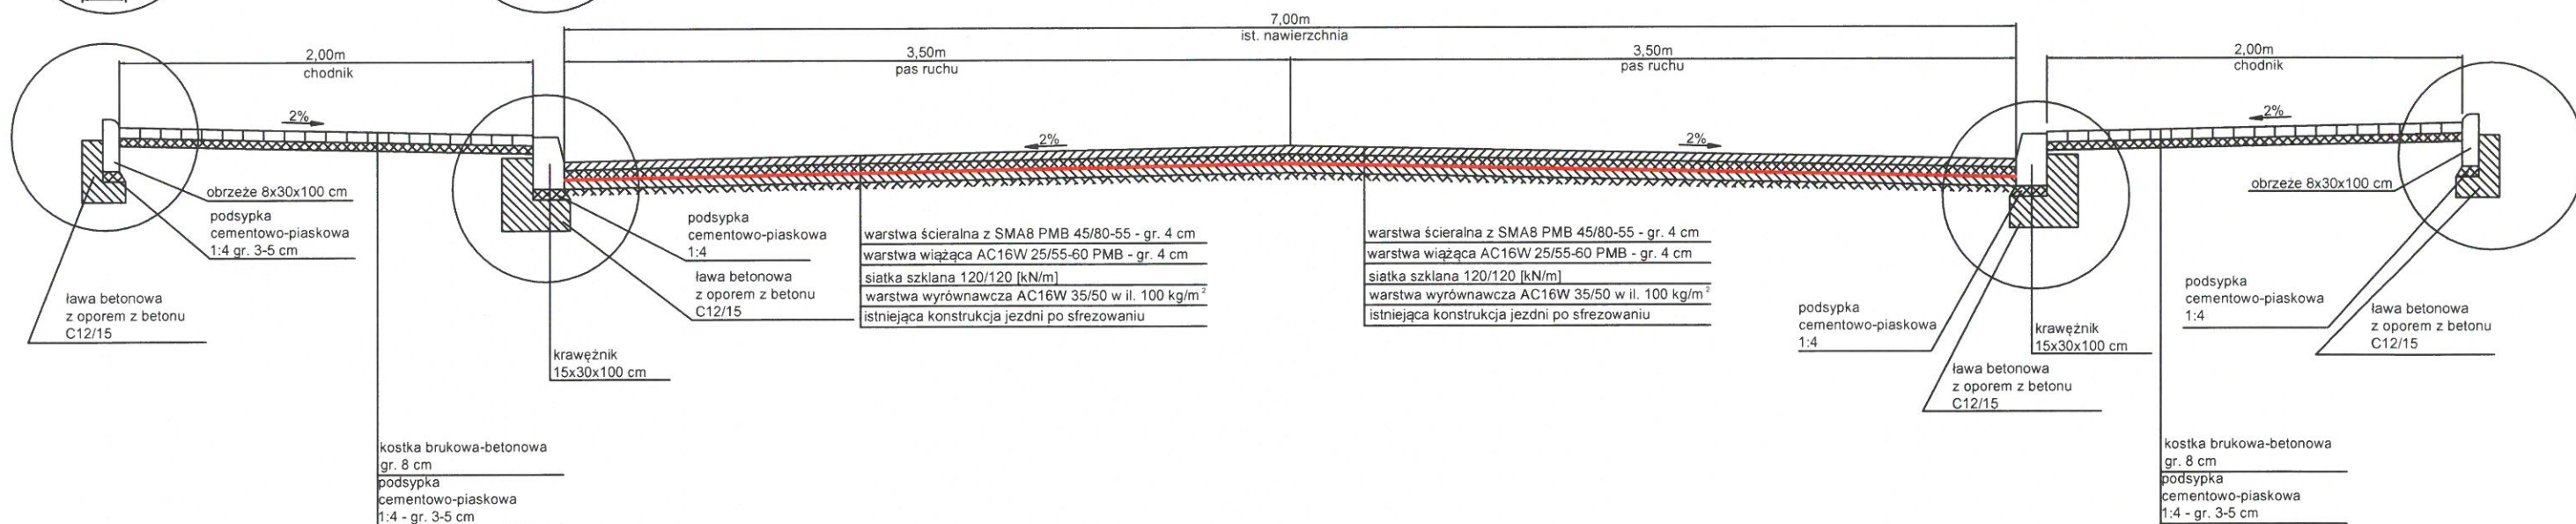 7,00m
ist. nawierzchnia
2,00m
chodnik
3,50m
pas ruchu
3,50m
pas ruchu
2,00m
chodnik
2%
2%
2%
2%
obrzeże 8x30x100 cm
podsypka
cementowo-piaskowa
1:4 gr. 3-5 cm
ława betonowa
z oporem z betonu
C12/15
podsypka
cementowo-piaskowa
1:4
ława betonowa
z oporem z betonu
C12/15
krawężnik
15x30x100 cm
kostka brukowa-betonowa
gr. 8 cm
podsypka
cementowo-piaskowa
1:4 - gr. 3-5 cm
warstwa ścieralna z SMA8 PMB 45/80-55 - gr. 4 cm
warstwa wiążąca AC16W 25/55-60 PMB - gr. 4 cm
siatka szklana 120/120 [kN/m]
warstwa wyrównawcza AC16W 35/50 w il. 100 kg/m²
istniejąca konstrukcja jezdni po sfrezowaniu
warstwa ścieralna z SMA8 PMB 45/80-55 - gr. 4 cm
warstwa wiążąca AC16W 25/55-60 PMB - gr. 4 cm
siatka szklana 120/120 [kN/m]
warstwa wyrównawcza AC16W 35/50 w il. 100 kg/m²
istniejąca konstrukcja jezdni po sfrezowaniu
podsypka
cementowo-piaskowa
1:4
ława betonowa
z oporem z betonu
C12/15
krawężnik
15x30x100 cm
obrzeże 8x30x100 cm
podsypka
cementowo-piaskowa
1:4
ława betonowa
z oporem z betonu
C12/15
kostka brukowa-betonowa
gr. 8 cm
podsypka
cementowo-piaskowa
1:4 - gr. 3-5 cm